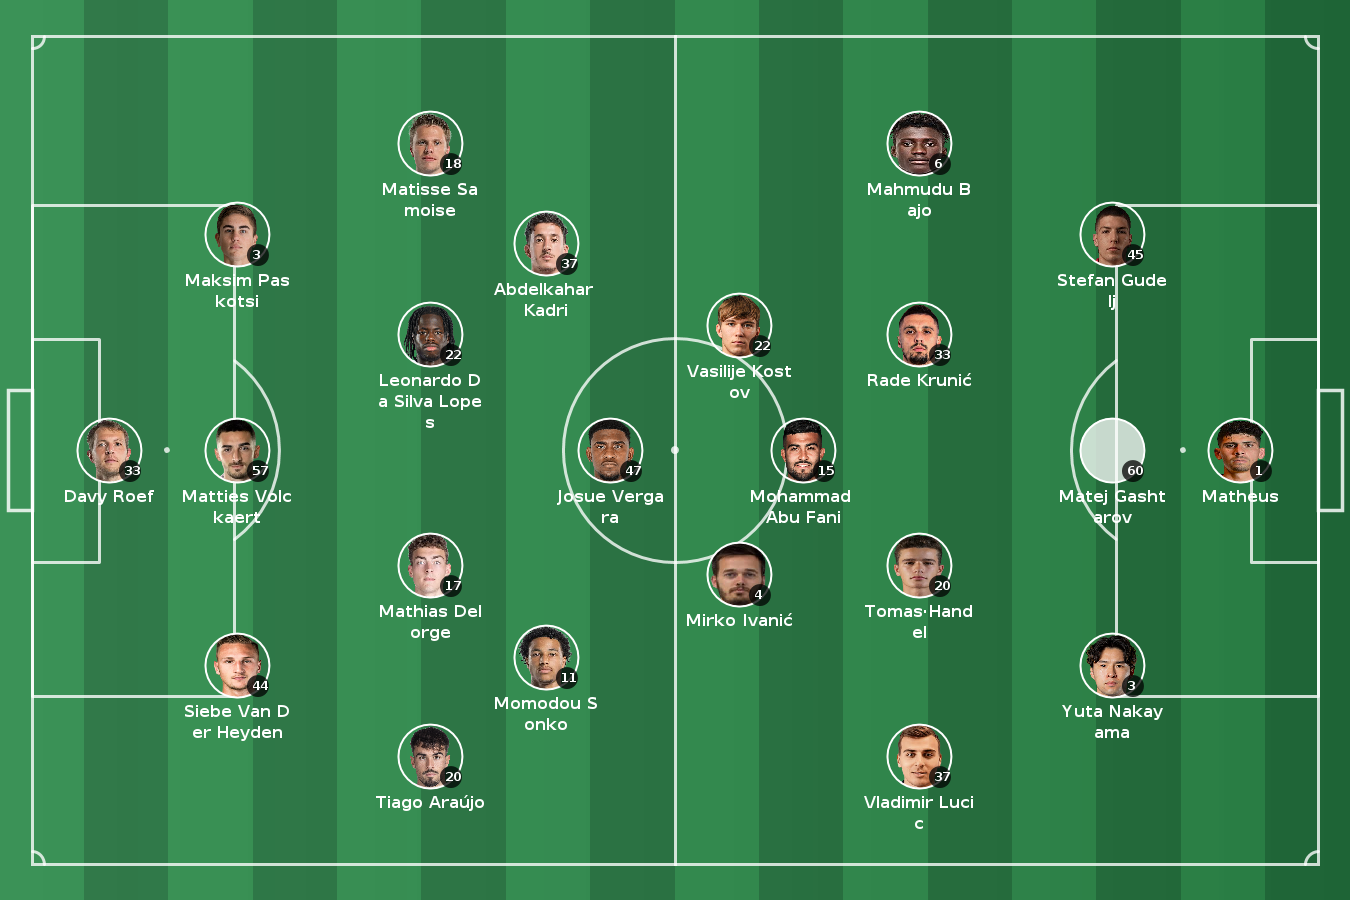 18
Matisse Sa
moise
6
Mahmudu B
ajo
3
Maksim Pas
kotsi
37
Abdelkahar
Kadri
45
Stefan Gude
lj
22
Leonardo D
a Silva Lope
s
22
Vasilije Kost
ov
33
Rade Krunić
33
Davy Roef
57
Matties Volc
kaert
47
Josue Verga
ra
15
Mohammad
Abu Fani
60
Matej Gasht
arov
1
Matheus
17
Mathias Del
orge
4
Mirko Ivanić
20
Tomas Hand
el
44
Siebe Van D
er Heyden
11
Momodou S
onko
3
Yuta Nakay
ama
20
Tiago Araújo
37
Vladimir Luci
c